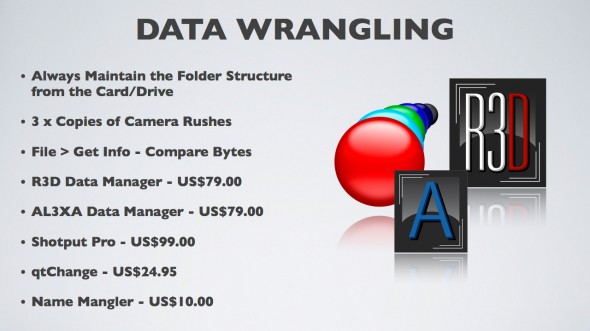 DATA WRANGLING
• Always Maintain the Folder Structure
from the Card/Drive
• 3 x Copies of Camera Rushes
• File > Get Info - Compare Bytes
• R3D Data Manager - US$79.00
• AL3XA Data Manager - US$79.00
• Shotput Pro - US$99.00
• qtChange - US$24.95
• Name Mangler - US$10.00
R3D
A